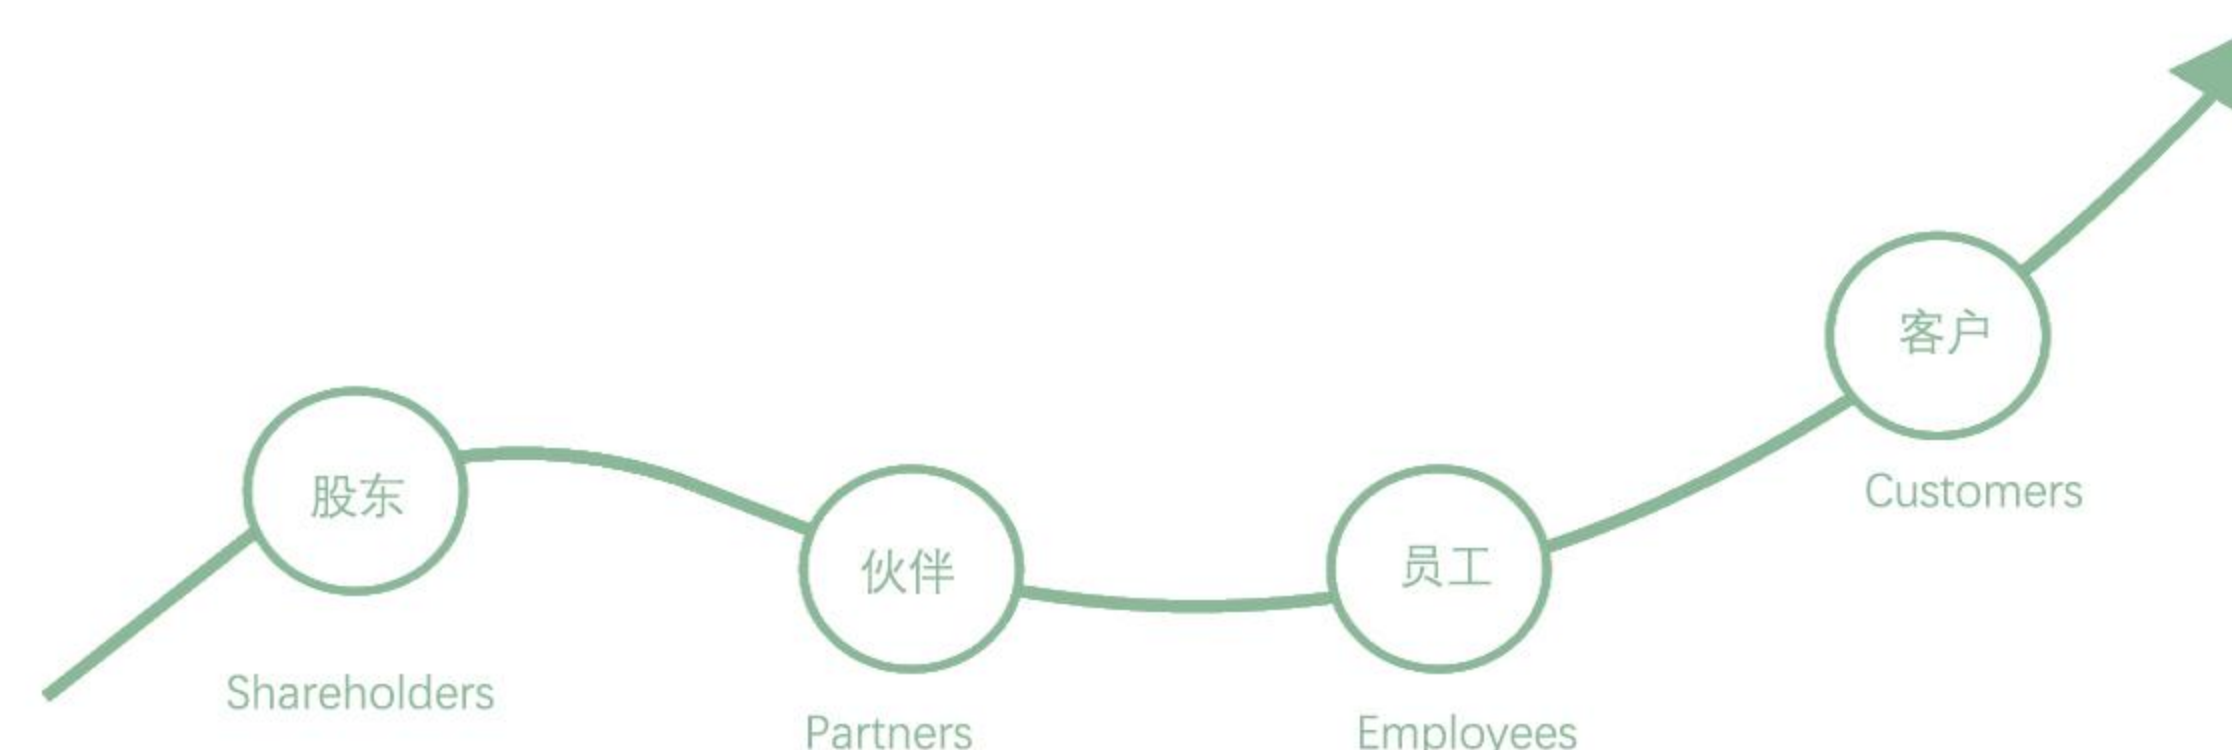 股东
Shareholders
伙伴
Partners
员工
Employees
客户
Customers